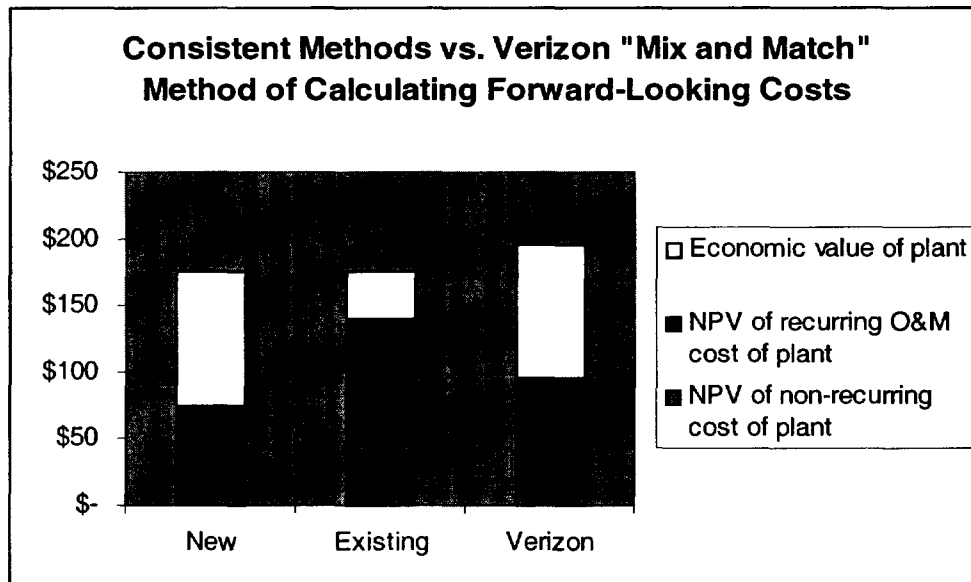 Consistent Methods vs. Verizon "Mix and Match"
Method of Calculating Forward-Looking Costs
$250
$200
$150
$100
$50
$-
New
Existing
Verizon
Economic value of plant
NPV of recurring O&M
cost of plant
NPV of non-recurring
cost of plant